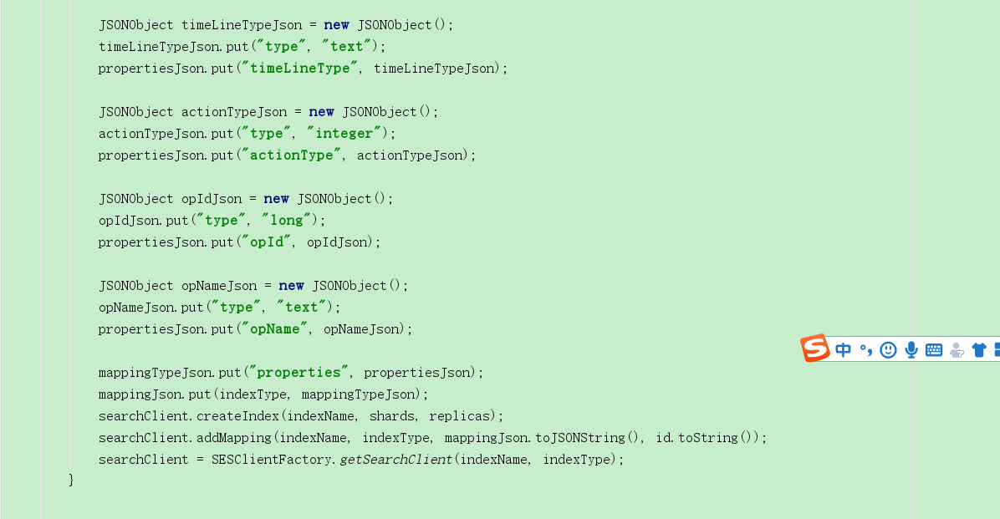 JSONObject timeLineTypeJson = new JSONObject();
timeLineTypeJson.put("type", "text");
propertiesJson.put("timeLineType", timeLineTypeJson);
JSONObject actionTypeJson = new JSONObject();
actionTypeJson.put("type", "integer");
propertiesJson.put("actionType", actionTypeJson);
JSONObject opIdJson = new JSONObject();
opIdJson.put("type", "long");
propertiesJson.put("opId", opIdJson);
JSONObject opNameJson = new JSONObject();
opNameJson.put("type", "text");
propertiesJson.put("opName", opNameJson);
mappingTypeJson.put("properties", propertiesJson);
mappingJson.put(indexType, mappingTypeJson);
searchClient.createIndex(indexName, shards, replicas);
searchClient.addMapping(indexName, indexType, mappingJson.toJSONString(), id.toString());
searchClient = SESClientFactory.getSearchClient(indexName, indexType);
}
S 中 °,